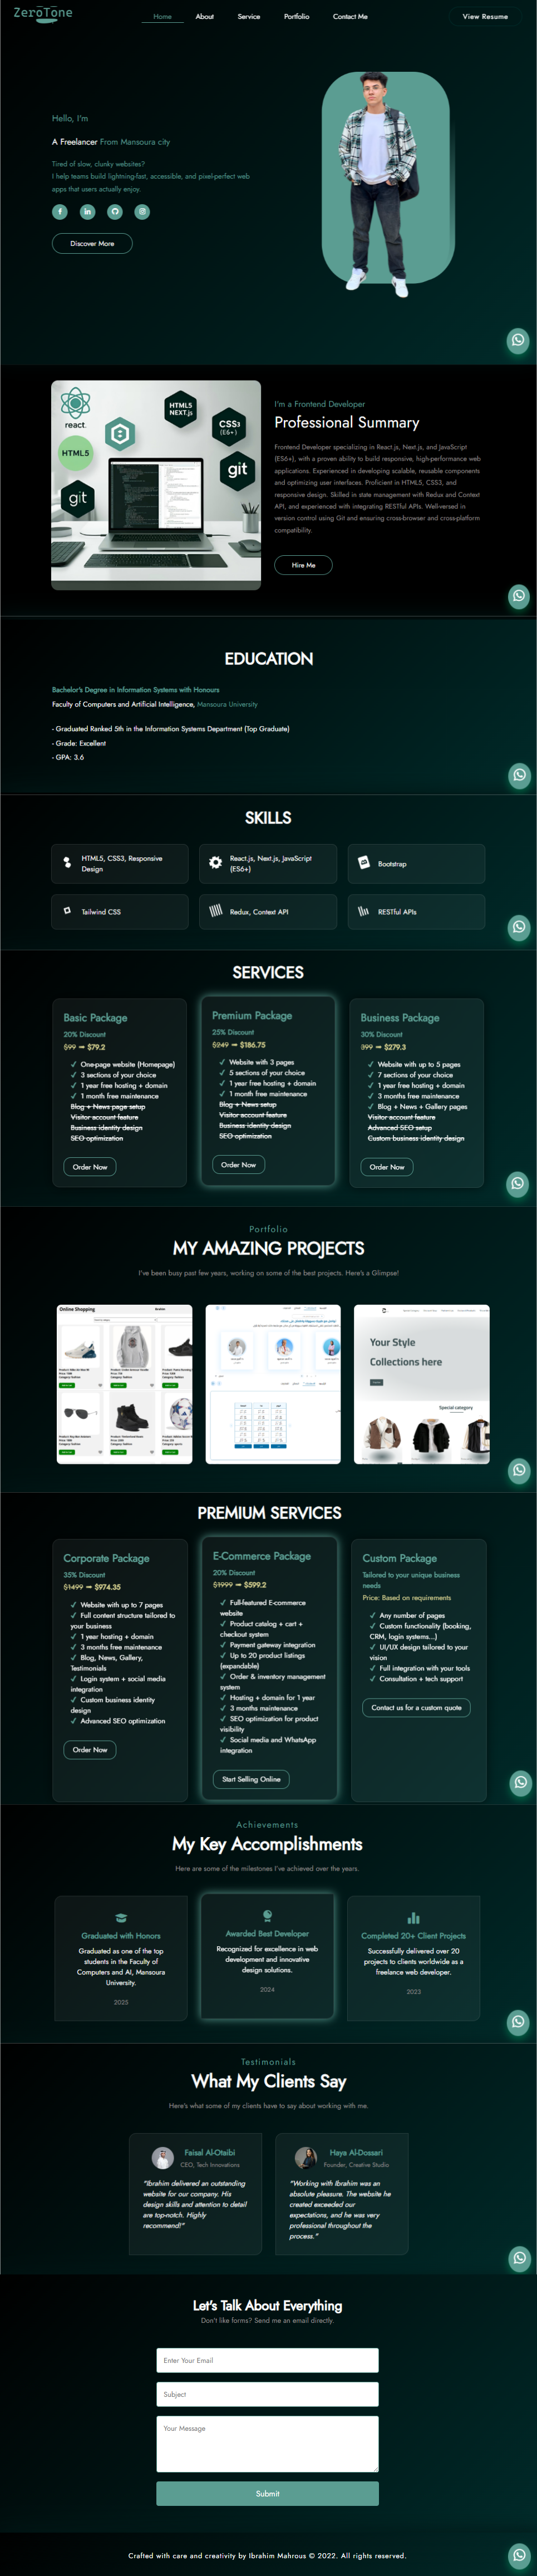 ZeroTone
Home
About
Service
Portfolio
Contact Me
View Resume
Hello, I'm
A Freelancer From Mansoura city
Tired of slow, clunky websites?
I help teams build lightning-fast, accessible, and pixel-perfect web
apps that users actually enjoy.
Discover More
react.
HTML5
NEXT.js
CSS3
(E6+)
HTML5
git
git
I'm a Frontend Developer
Professional Summary
Frontend Developer specializing in React.js, Next.js, and JavaScript
(ES6+), with a proven ability to build responsive, high-performance web
applications. Experienced in developing scalable, reusable components
and optimizing user interfaces. Proficient in HTML5, CSS3, and
responsive design. Skilled in state management with Redux and Context
API, and experienced with integrating RESTful APIs. Well-versed in
version control using Git and ensuring cross-browser and cross-platform
compatibility.
Hire Me
EDUCATION
Bachelor's Degree in Information Systems with Honours
Faculty of Computers and Artificial Intelligence, Mansoura University
- Graduated Ranked 5th in the Information Systems Department (Top Graduate)
- Grade: Excellent
- GPA: 3.6
SKILLS
HTML5, CSS3, Responsive
Design
React.js, Next.js, JavaScript
(ES6+)
Bootstrap
Tailwind CSS
Redux, Context API
RESTful APIs
SERVICES
Basic Package
20% Discount
$99 ➡ $79.2
✔ One-page website (Homepage)
✔ 3 sections of your choice
✔ 1 year free hosting + domain
✔ 1 month free maintenance
Blog + News page setup
Visitor account feature
Business identity design
SEO optimization
Order Now
Premium Package
25% Discount
$249 ➡ $186.75
✔ Website with 3 pages
✔ 5 sections of your choice
✔ 1 year free hosting + domain
✔ 1 month free maintenance
Blog + News setup
Visitor account feature
Business identity design
SEO optimization
Order Now
Business Package
30% Discount
399 ➡ $279.3
✔ Website with up to 5 pages
✔ 7 sections of your choice
✔ 1 year free hosting + domain
✔ 3 months free maintenance
✔ Blog + News + Gallery pages
Visitor account feature
Advanced SEO setup
Custom business identity design
Order Now
Portfolio
MY AMAZING PROJECTS
I've been busy past few years, working on some of the best projects. Here's a Glimpse!
Online Shopping
Your Style
Collections here
Special category
PREMIUM SERVICES
Corporate Package
35% Discount
$1499 ➡ $974.35
✔ Website with up to 7 pages
✔ Full content structure tailored to
your business
✔ 1 year hosting + domain
✔ 3 months free maintenance
✔ Blog, News, Gallery,
Testimonials
✔ Login system + social media
integration
✔ Custom business identity
design
✔ Advanced SEO optimization
Order Now
E-Commerce Package
20% Discount
$1999 ➡ $599.2
✔ Full-featured E-commerce
website
✔ Product catalog + cart +
checkout system
✔ Payment gateway integration
✔ Up to 20 product listings
(expandable)
✔ Order & inventory management
system
✔ Hosting + domain for 1 year
✔ 3 months maintenance
✔ SEO optimization for product
visibility
✔ Social media and WhatsApp
integration
Start Selling Online
Custom Package
Tailored to your unique business
needs
Price: Based on requirements
✔ Any number of pages
✔ Custom functionality (booking,
CRM, login systems...)
✔ UI/UX design tailored to your
vision
✔ Full integration with your tools
✔ Consultation + tech support
Contact us for a custom quote
Achievements
My Key Accomplishments
Here are some of the milestones I've achieved over the years.
Graduated with Honors
Graduated as one of the top
students in the Faculty of
Computers and AI, Mansoura
University.
2025
Awarded Best Developer
Recognized for excellence in web
development and innovative
design solutions.
2024
Completed 20+ Client Projects
Successfully delivered over 20
projects to clients worldwide as a
freelance web developer.
2023
Testimonials
What My Clients Say
Here's what some of my clients have to say about working with me.
Faisal Al-Otaibi
CEO, Tech Innovations
"Ibrahim delivered an outstanding
website for our company. His
design skills and attention to detail
are top-notch. Highly
recommend!"
Haya Al-Dossari
Founder, Creative Studio
"Working with Ibrahim was an
absolute pleasure. The website he
created exceeded our
expectations, and he was very
professional throughout the
process."
Let's Talk About Everything
Don't like forms? Send me an email directly.
Enter Your Email
Subject
Your Message
Submit
Crafted with care and creativity by Ibrahim Mahrous © 2022. All rights reserved.